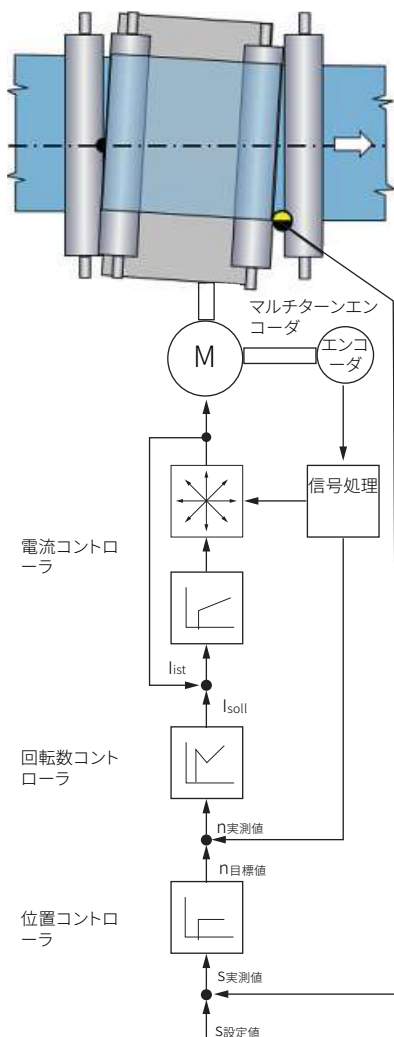 マルチターンエン
コーダ
M
エンコ
ーダ
信号処理
電流コントロ
ーラ
Iist
Isoll
回転数コント
ローラ
n実測値
n目標値
位置コントロ
ーラ
s実測値
s設定値